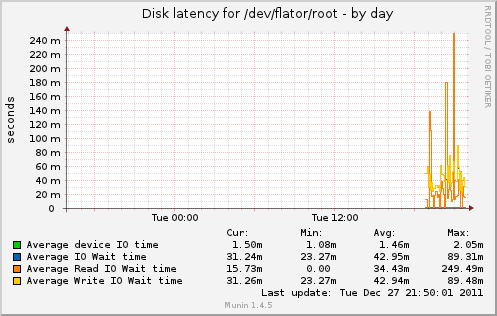 Disk latency for /dev/flator/root - by day
RRDTOOL / TOBI OETIKER
seconds
240 m
220 m
200 m
180 m
160 m
140 m
120 m
100 m
80 m
60 m
40 m
20 m
0
Tue 00:00 Tue 12:00
Cur: Min: Avg: Max:
Average device IO time 1.50m 1.08m 1.46m 2.05m
Average IO Wait time 31.24m 23.27m 42.95m 89.31m
Average Read IO Wait time 15.73m 0.00 34.43m 249.49m
Average Write IO Wait time 31.26m 23.27m 42.94m 89.48m
Last update: Tue Dec 27 21:50:01 2011
Munin 1.4.5